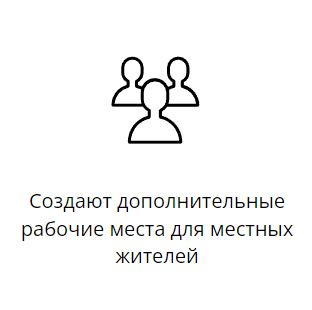 Создают дополнительные
рабочие места для местных
жителей